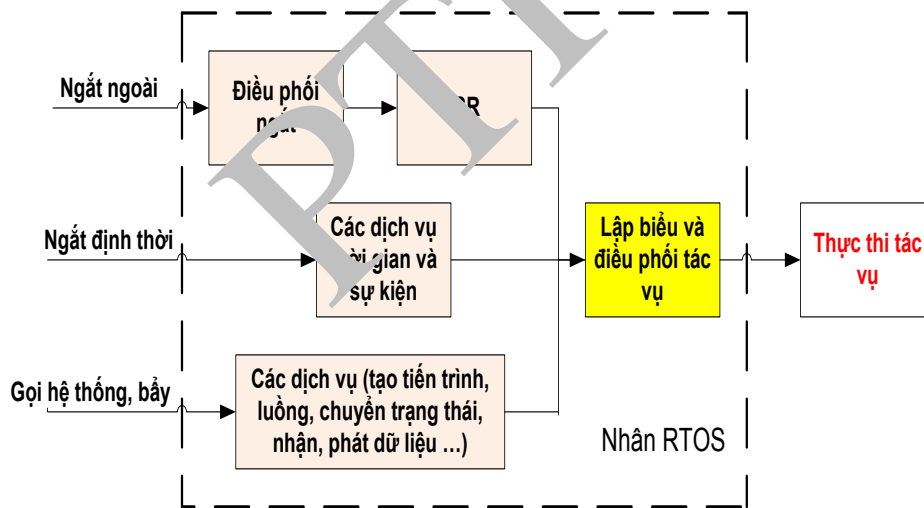 Ngắt ngoài
Điều phối
ngắt
Ngắt định thời
Các dịch vụ
gian và
sự kiện
Lập biểu và
điều phối tác
vụ
Thực thi tác
vụ
Gọi hệ thống, bẩy
Các dịch vụ (tạo tiến trình,
luồng, chuyển trạng thái,
nhận, phát dữ liệu ...)
Nhân RTOS